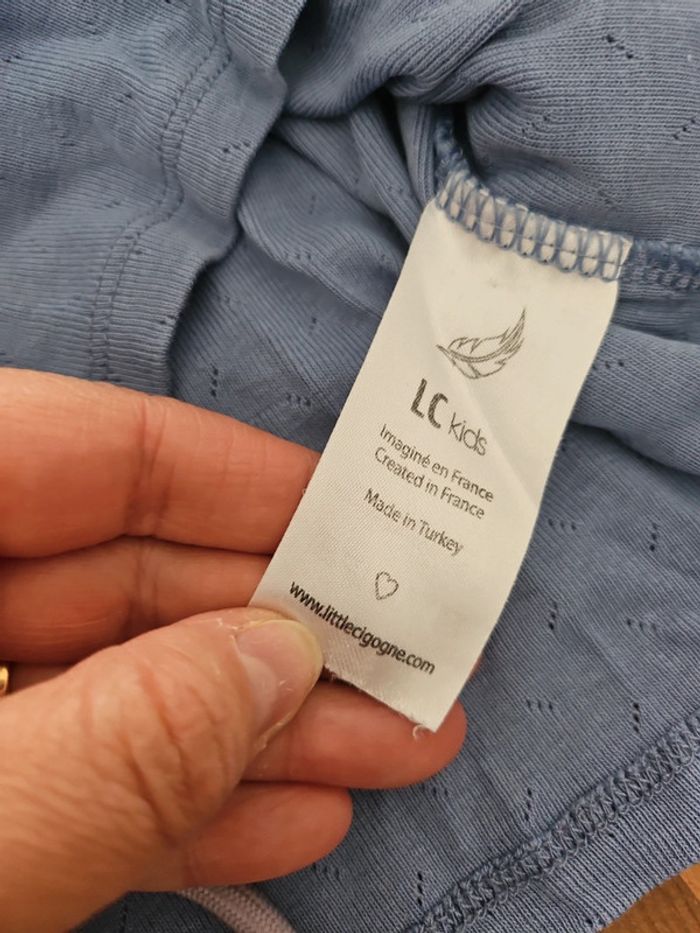 LC kids
Imaginé en France
Created in France
Made in Turkey
www.littlecigogne.com